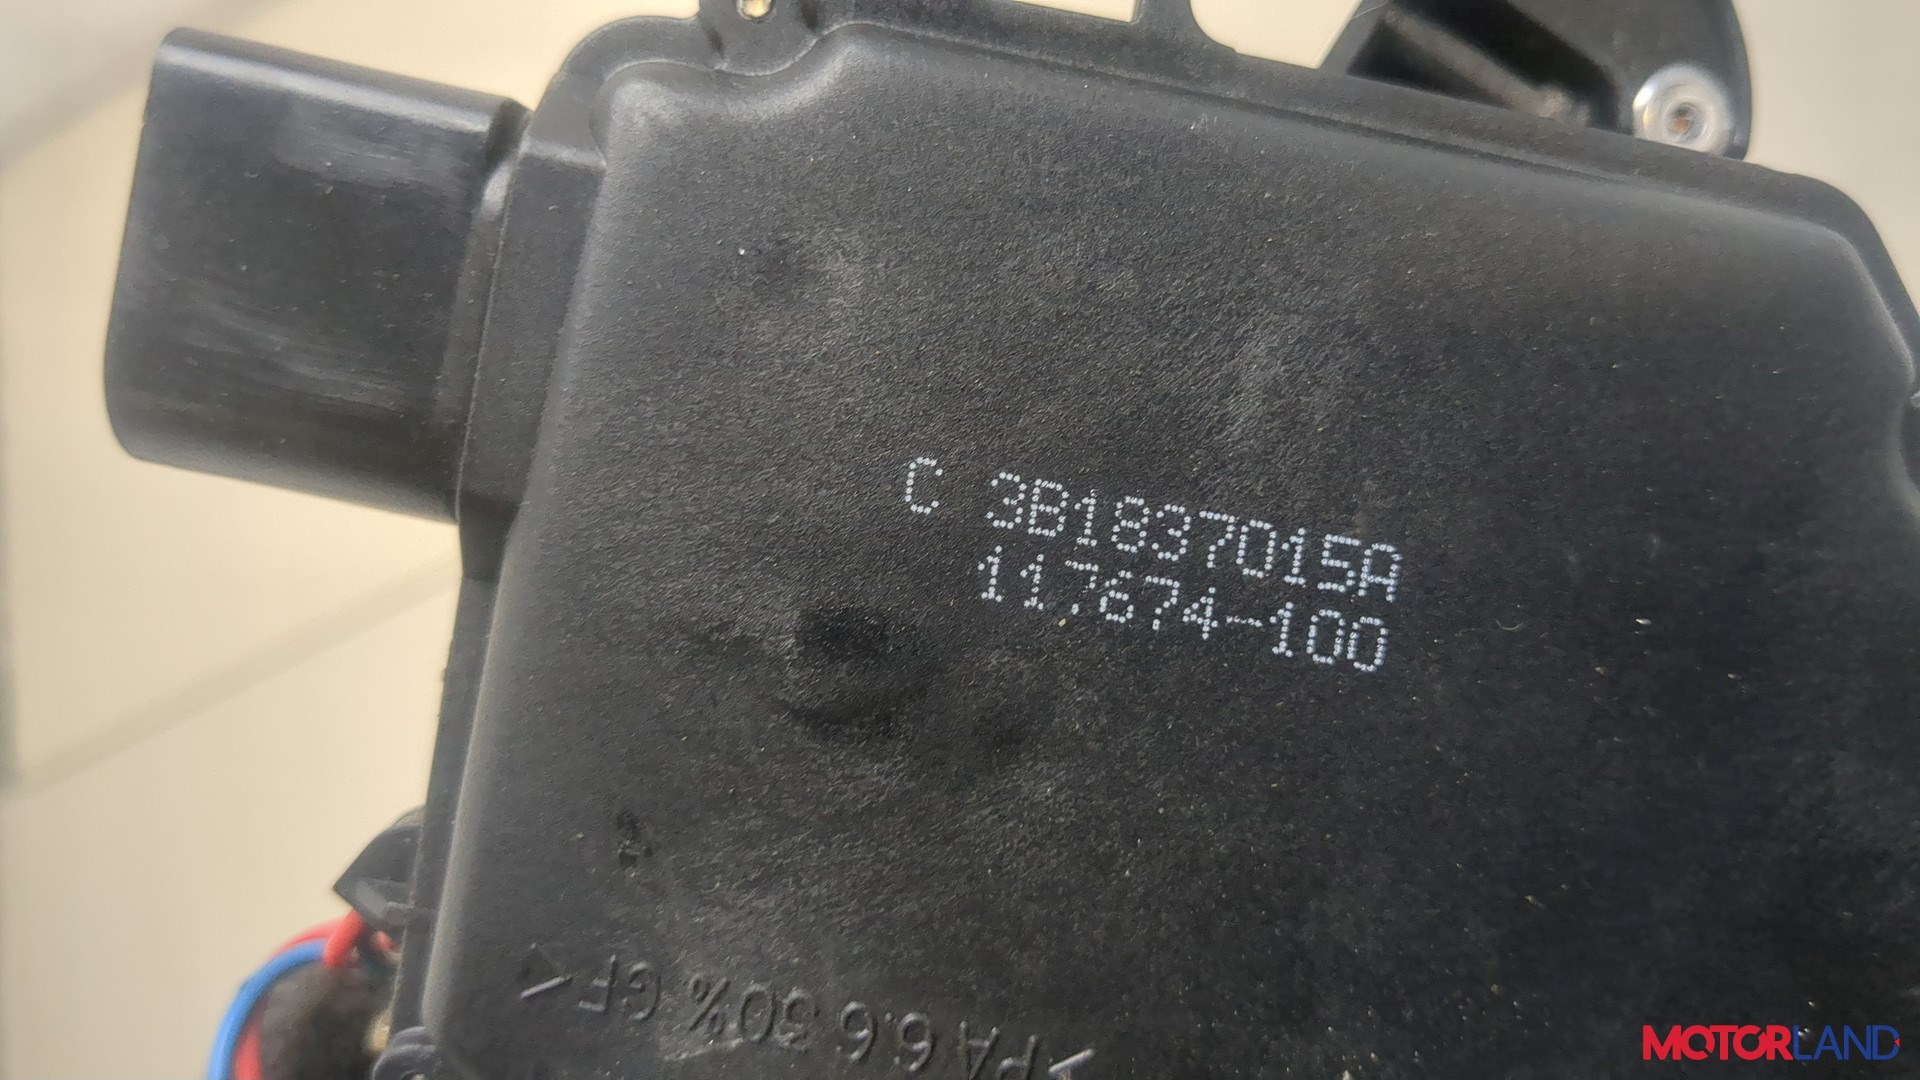 C 3B1837015A
117674-100
>PA 6.6 30% GF<
MOTORLAND